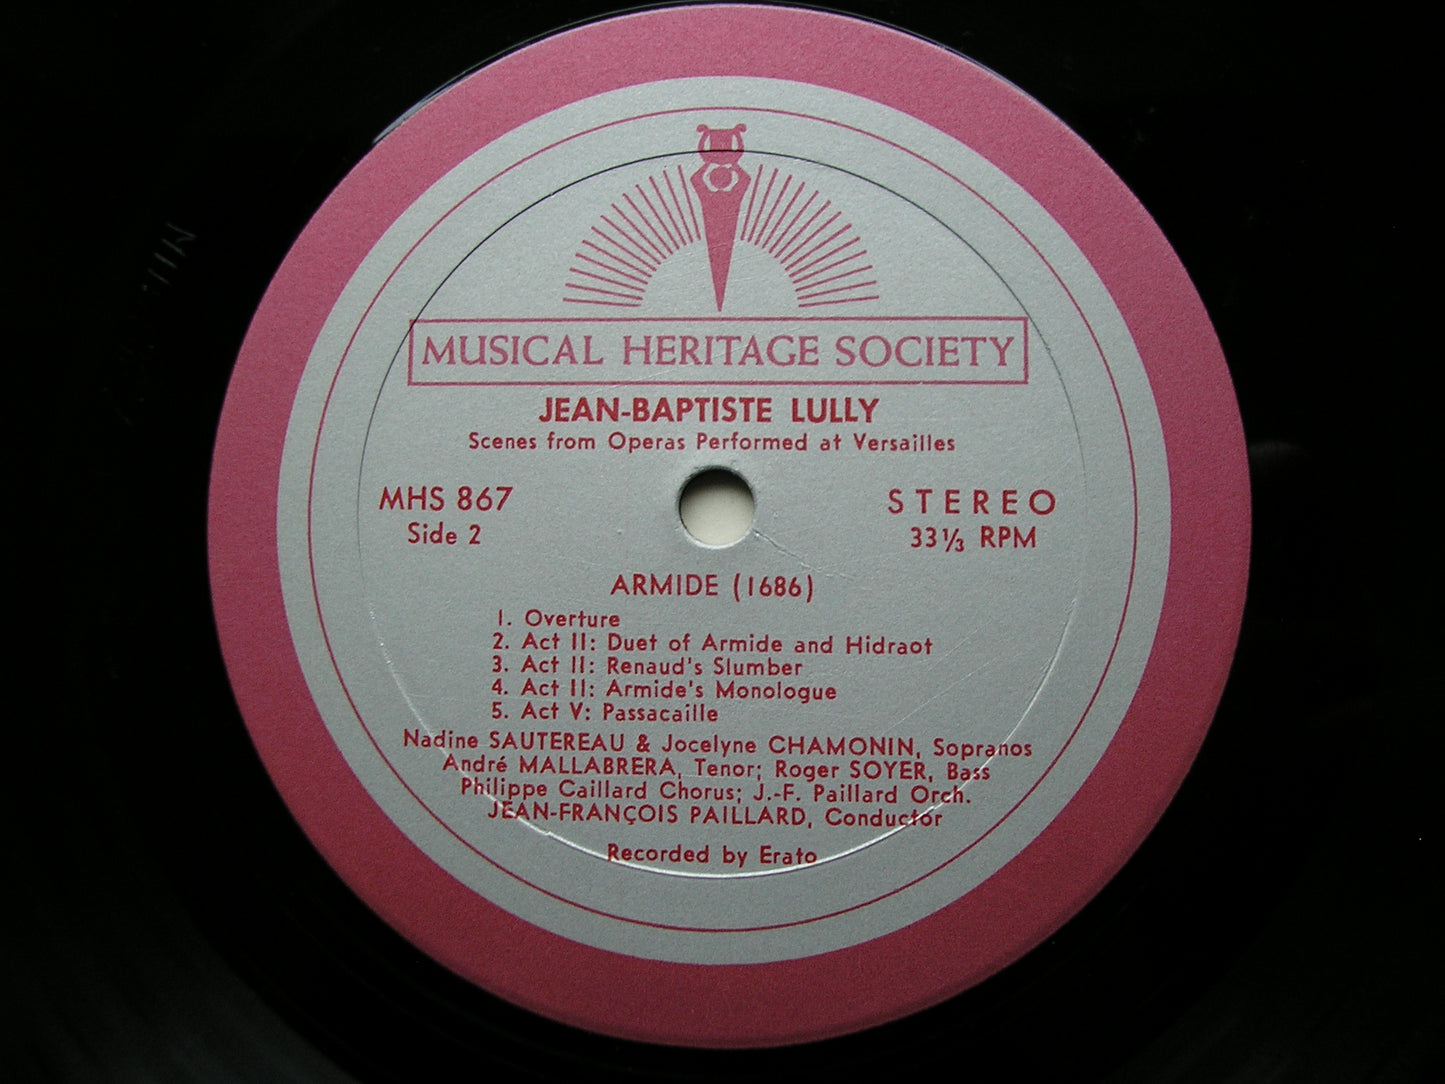 MUSICAL HERITAGE SOCIETY
JEAN-BAPTISTE LULLY
Scenes from Operas Performed at Versailles
MHS 867
Side 2
STEREO
33⅓ RPM
ARMIDE (1686)
1. Overture
2. Act II: Duet of Armide and Hidraot
3. Act II: Renaud's Slumber
4. Act II: Armide's Monologue
5. Act V: Passacaille
Nadine SAUTEREAU & Jocelyne CHAMONIN, Sopranos
André MALLABRERA, Tenor; Roger SOYER, Bass
Philippe Caillard Chorus; J.-F. Paillard Orch.
JEAN-FRANÇOIS PAILLARD, Conductor
Recorded by Erato